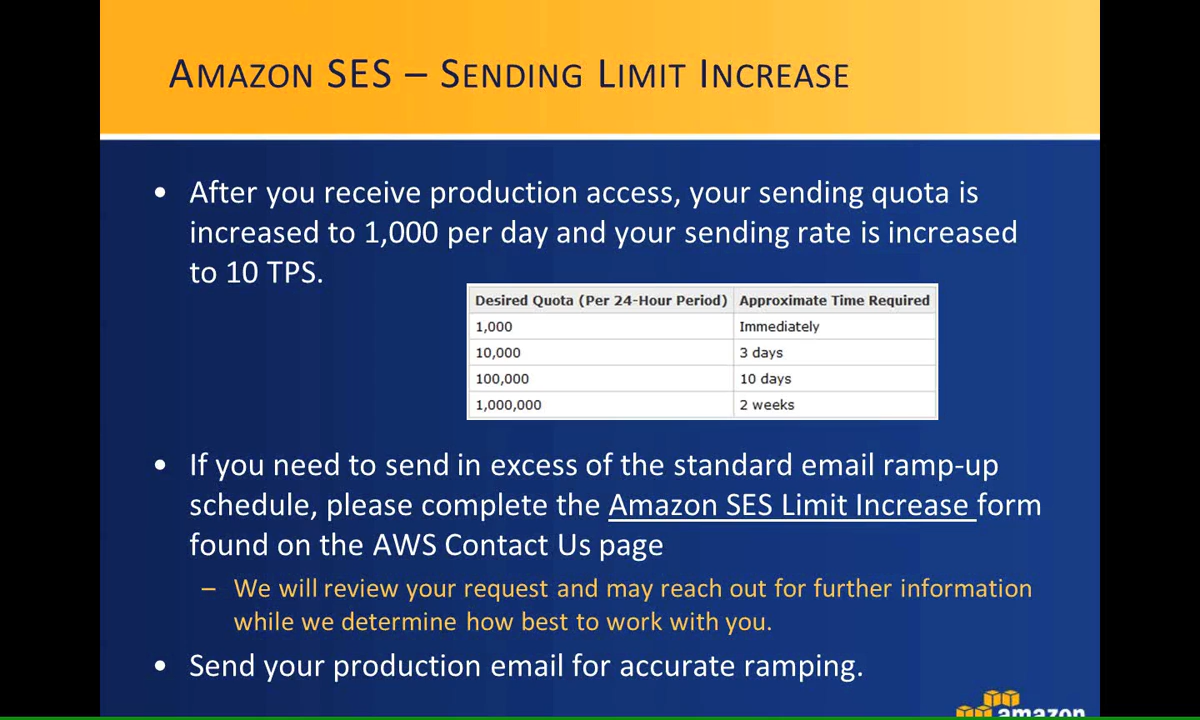 AMAZON SES – SENDING LIMIT INCREASE
• After you receive production access, your sending quota is
increased to 1,000 per day and your sending rate is increased
to 10 TPS.
Desired Quota (Per 24-Hour Period) Approximate Time Required
1,000 Immediately
10,000 3 days
100,000 10 days
1,000,000 2 weeks
• If you need to send in excess of the standard email ramp-up
schedule, please complete the Amazon SES Limit Increase form
found on the AWS Contact Us page
– We will review your request and may reach out for further information
while we determine how best to work with you.
• Send your production email for accurate ramping.
amazon